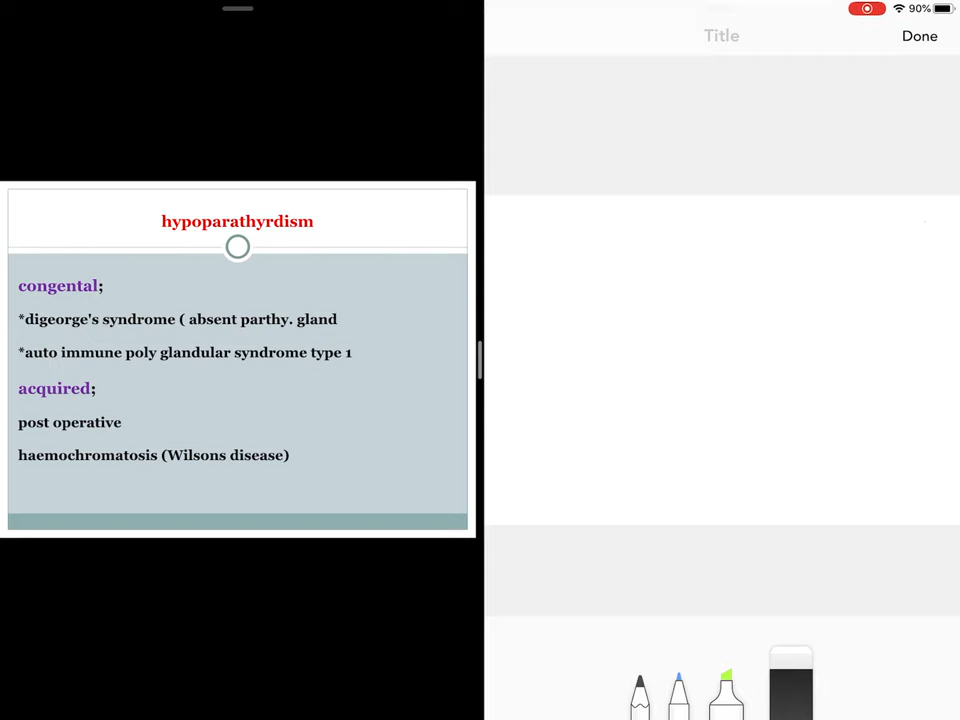 90%
Title
Done
hypoparathyrdism
congental;
*digeorge's syndrome ( absent parthy. gland
*auto immune poly glandular syndrome type 1
acquired;
post operative
haemochromatosis (Wilsons disease)